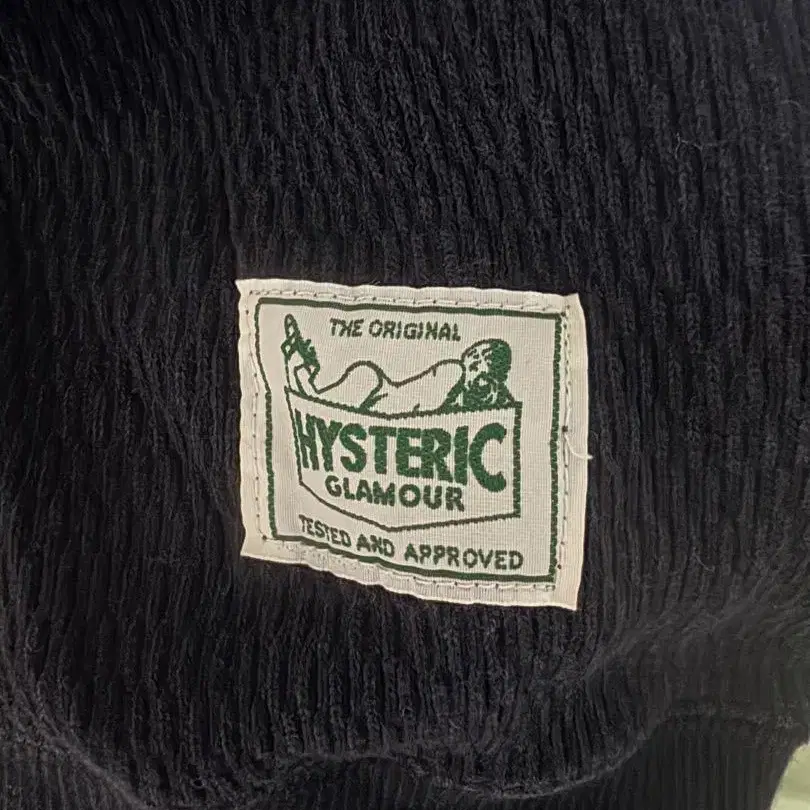 THE ORIGINAL
HYSTERIC
GLAMOUR
TESTED AND APPROVED